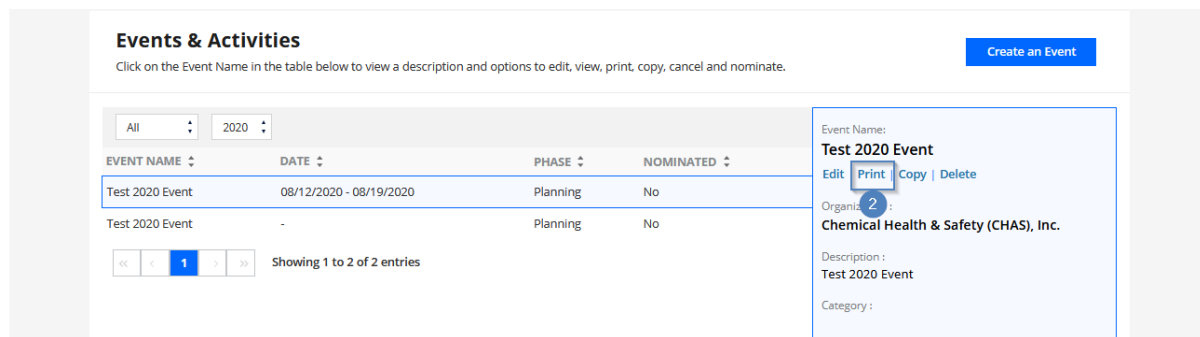 Events & Activities
Create an Event
Click on the Event Name in the table below to view a description and options to edit, view, print, copy, cancel and nominate.
All 2020
EVENT NAME DATE PHASE NOMINATED
Test 2020 Event 08/12/2020 - 08/19/2020 Planning No
Test 2020 Event - Planning No
« < 1 > » Showing 1 to 2 of 2 entries
Event Name:
Test 2020 Event
Edit Print | Copy | Delete
2 :
Chemical Health & Safety (CHAS), Inc.
Description :
Test 2020 Event
Category :